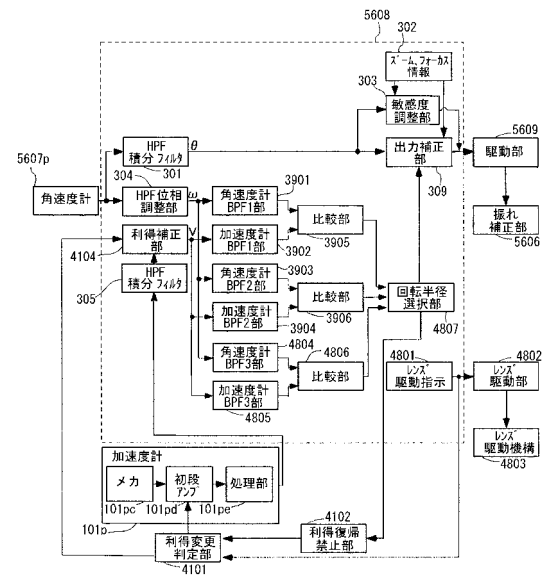 5608
302
ズーム、フォーカス
情報
303
敏感度
調整部
HPF
積分フィルタ
θ
301
出力補正
部
309
5609
駆動部
5607p
角速度計
304
HPF位相
調整部
ω
3901
角速度計
BPF1部
振れ
補正部
5606
利得補正
部
4104
V
加速度計
BPF1部
3902
比較部
3905
HPF
積分フィルタ
305
3903
角速度計
BPF2部
加速度計
BPF2部
3904
比較部
3906
回転半径
選択部
4807
4804
角速度計
BPF3部
加速度計
BPF3部
4805
4806
比較部
4801
レンズ
駆動指示
4802
レンズ
駆動部
レンズ
駆動機構
4803
加速度計
メカ
101pc
初段
アンプ
101pd
処理部
101pe
101p
4102
利得復帰
禁止部
利得変更
判定部
4101